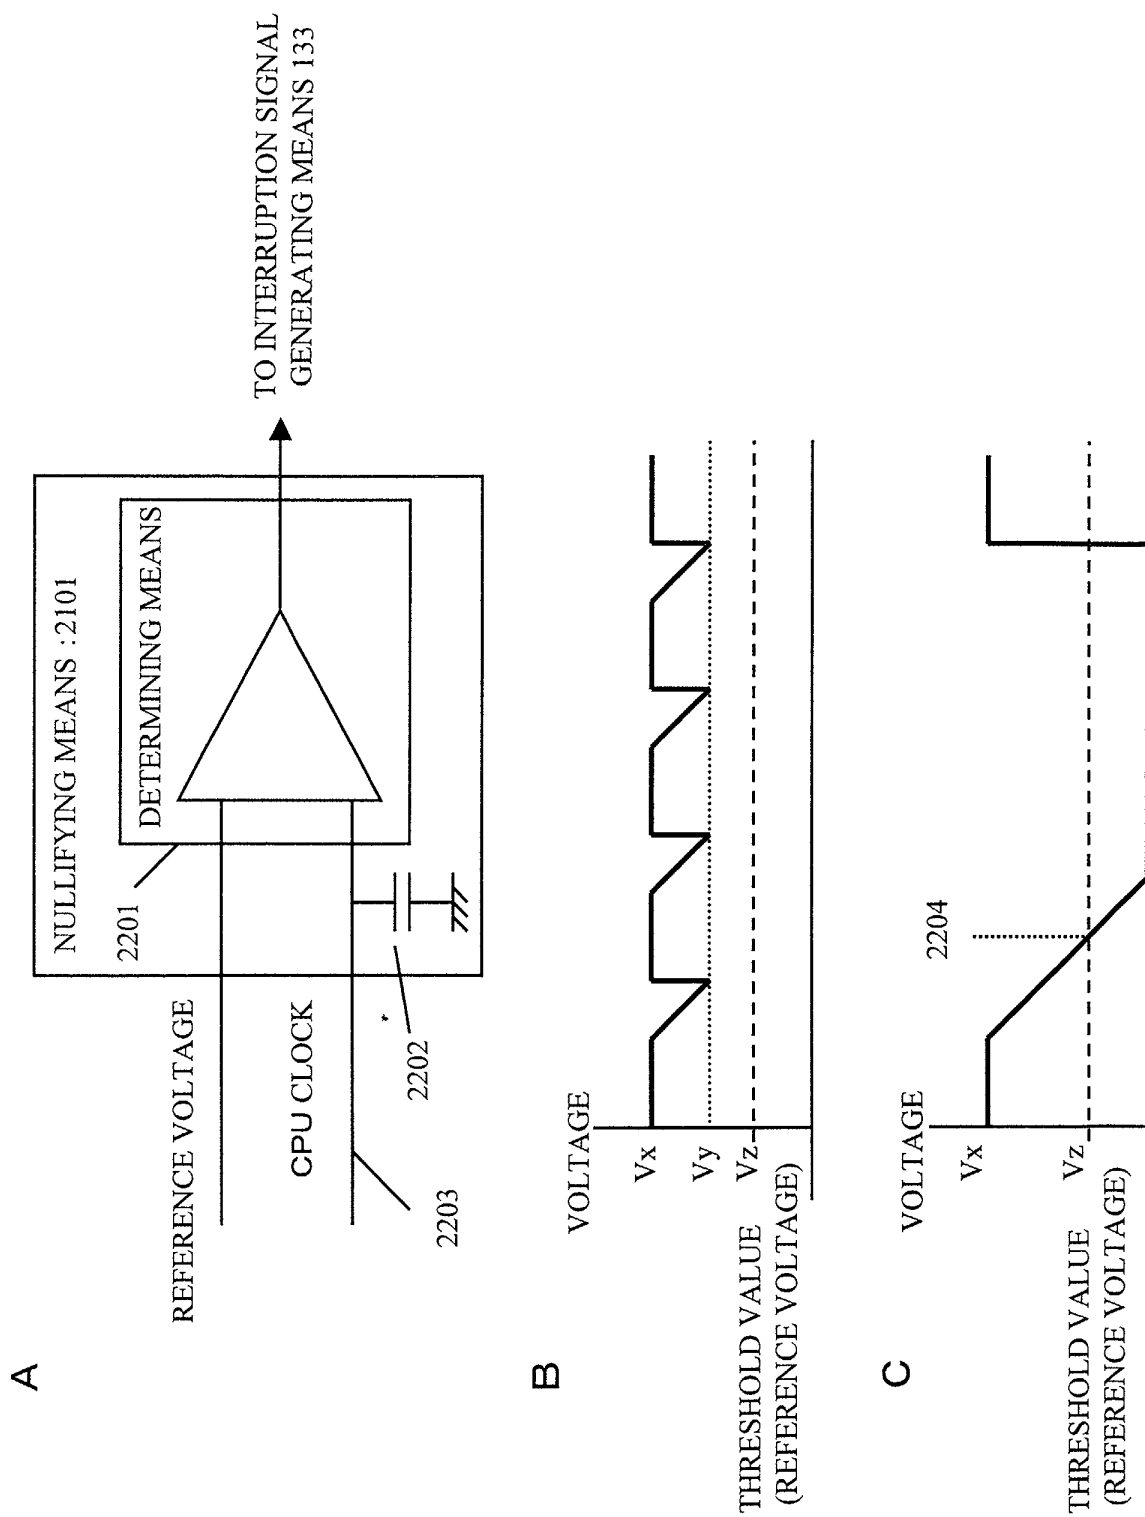 A
NULLIFYING MEANS : 2101
DETERMINING MEANS
2201
REFERENCE VOLTAGE
CPU CLOCK
2202
2203
TO INTERRUPTION SIGNAL
GENERATING MEANS 133
B
VOLTAGE
Vx
Vy
Vz
THRESHOLD VALUE
(REFERENCE VOLTAGE)
C
VOLTAGE
Vx
2204
Vz
THRESHOLD VALUE
(REFERENCE VOLTAGE)